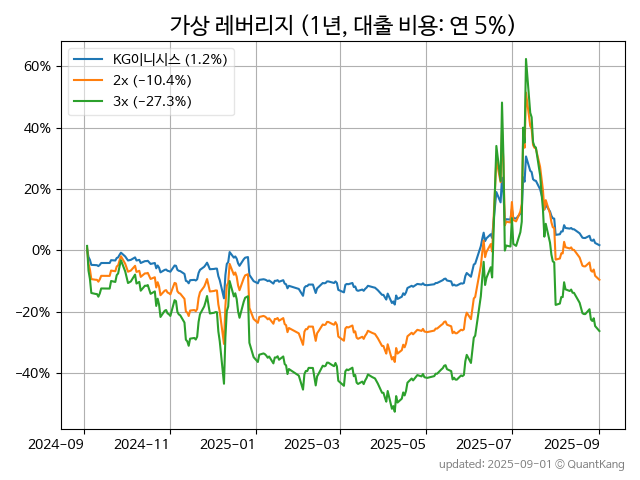 가상 레버리지 (1년, 대출 비용: 연 5%)
KG이니시스 (1.2%)
2x (−10.4%)
3x (−27.3%)
60%
40%
20%
0%
−20%
−40%
2024-09 2024-11 2025-01 2025-03 2025-05 2025-07 2025-09
updated: 2025-09-01 © QuantKang